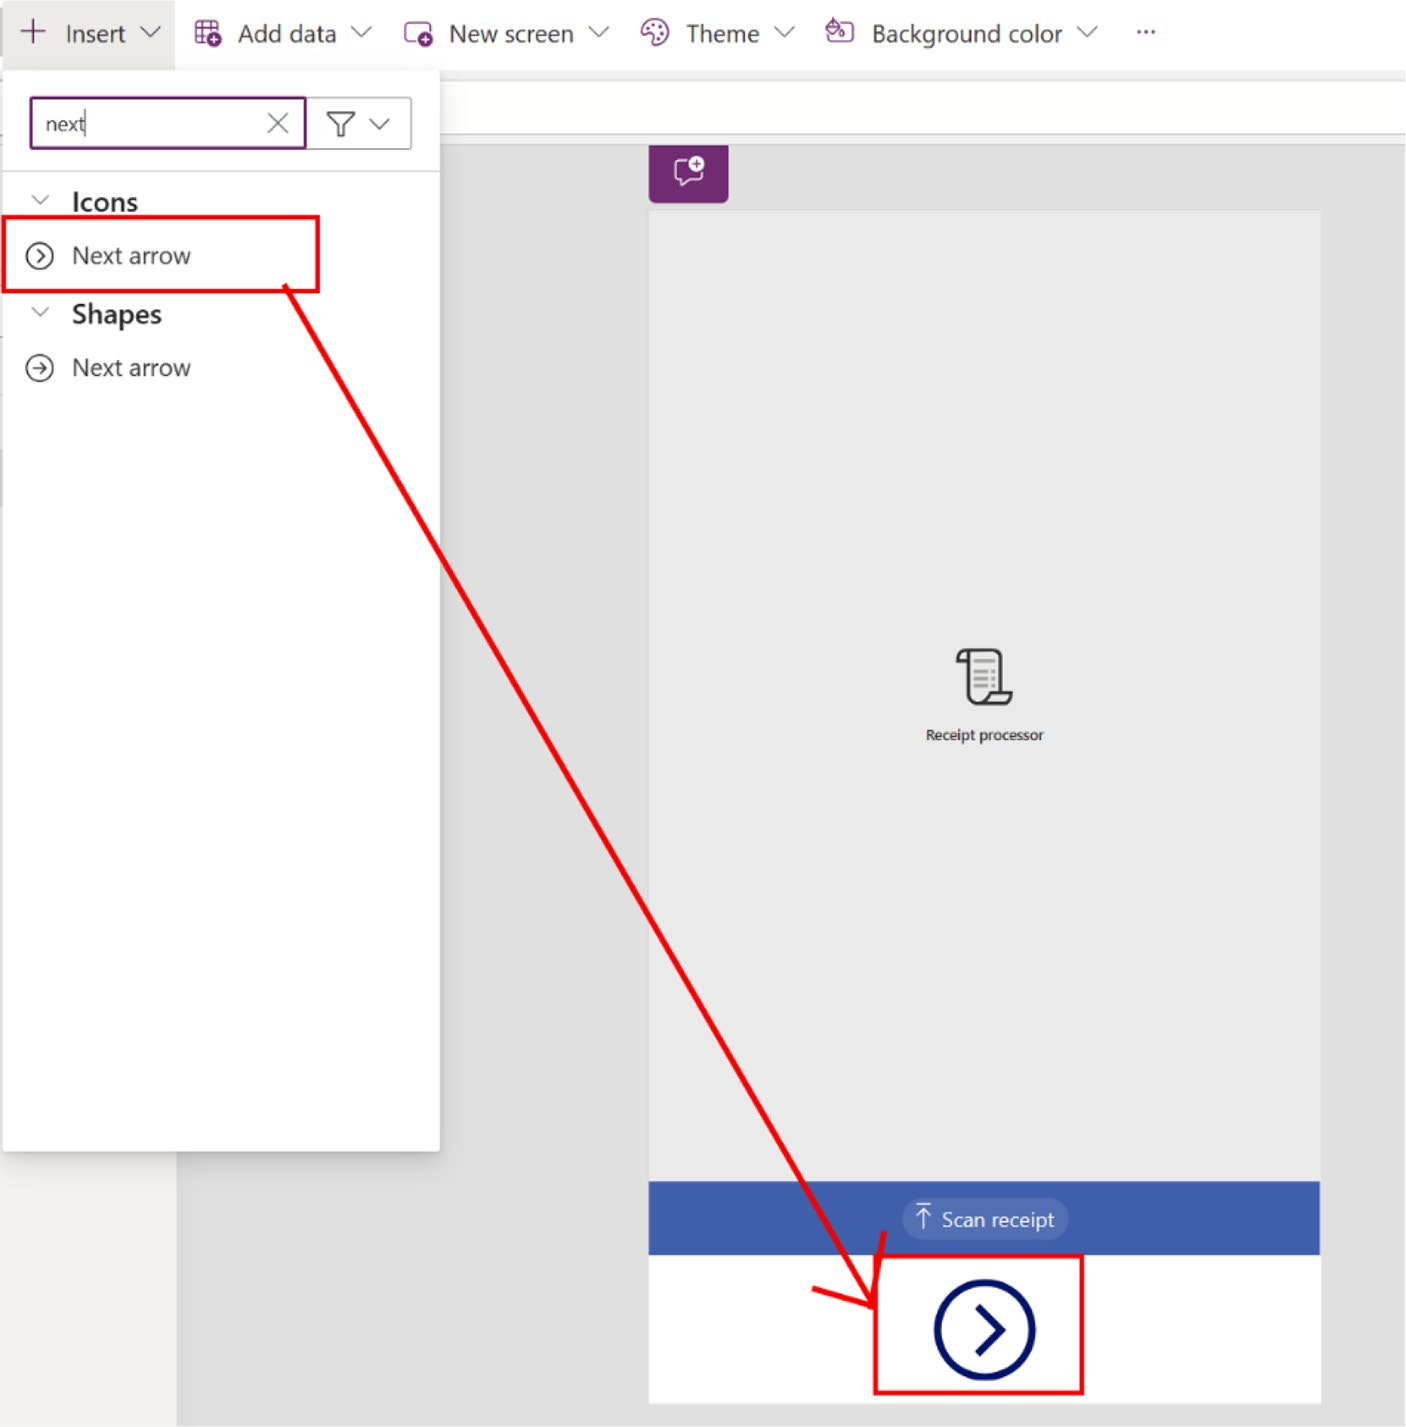 Insert
Add data
New screen
Theme
Background color
next
Icons
Next arrow
Shapes
Next arrow
Receipt processor
Scan receipt